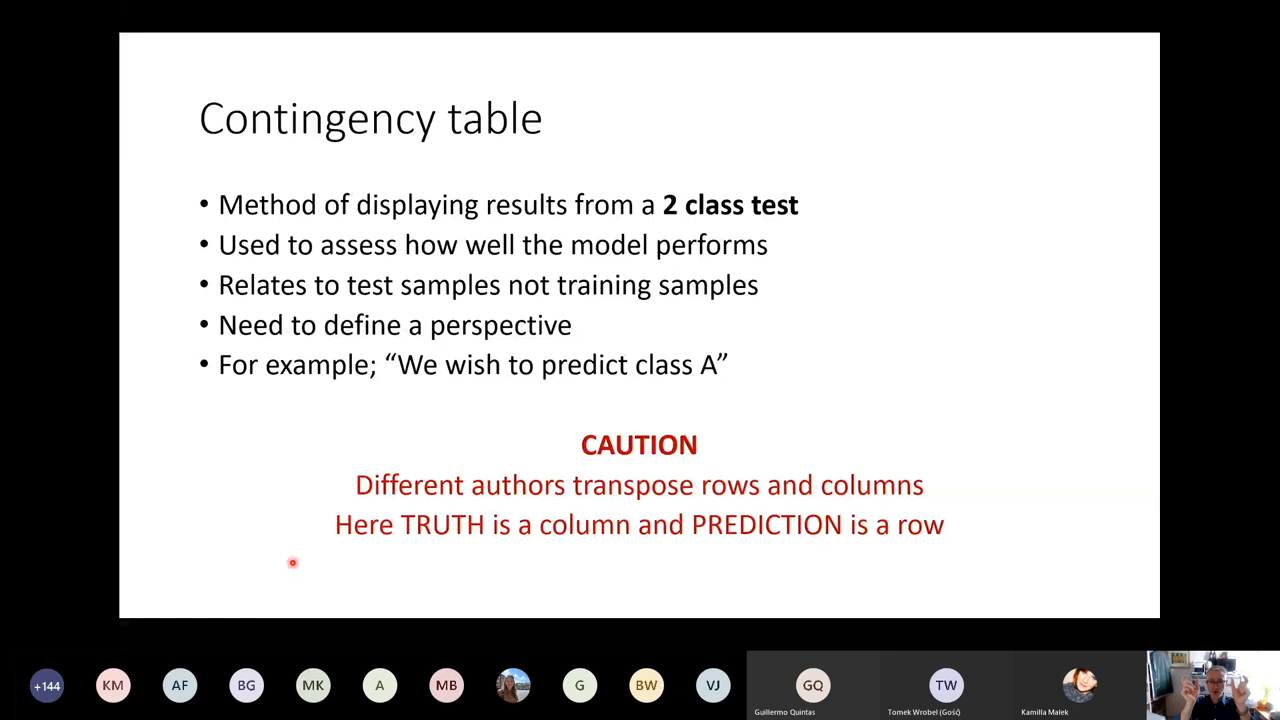 Contingency table
• Method of displaying results from a 2 class test
• Used to assess how well the model performs
• Relates to test samples not training samples
• Need to define a perspective
• For example; “We wish to predict class A”
CAUTION
Different authors transpose rows and columns
Here TRUTH is a column and PREDICTION is a row
+144
KM
AF
BG
MK
A
MB
G
BW
VJ
GQ
TW
Guillermo Quintas
Tomek Wrobel (Gość)
Kamilla Małek